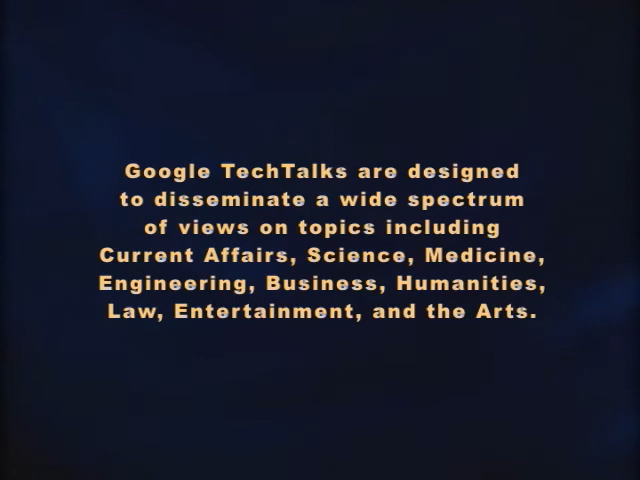 Google TechTalks are designed
to disseminate a wide spectrum
of views on topics including
Current Affairs, Science, Medicine,
Engineering, Business, Humanities,
Law, Entertainment, and the Arts.